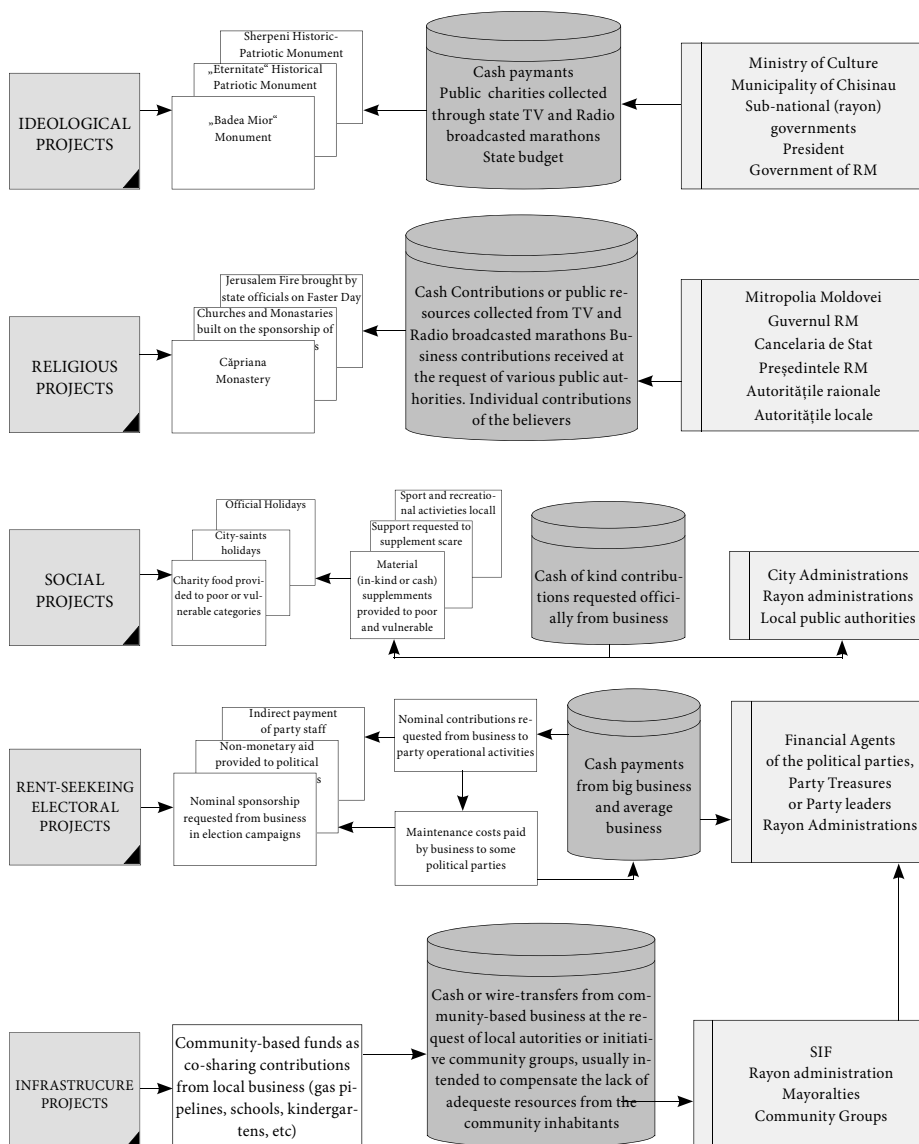 IDEOLOGICAL
PROJECTS
Sherpeni Historic-
Patriotic Monument
„Eternitate“ Historical
Patriotic Monument
„Badea Mior“
Monument
Cash paymants
Public charities collected
through state TV and Radio
broadcasted marathons
State budget
Ministry of Culture
Municipality of Chisinau
Sub-national (rayon)
governments
President
Government of RM
RELIGIOUS
PROJECTS
Jerusalem Fire brought by
state officials on Faster Day
Churches and Monastaries
built on the sponsorship of
s
Căpriana
Monastery
Cash Contributions or public re-
sources collected from TV and
Radio broadcasted marathons Bu-
siness contributions received at
the request of various public aut-
horities. Individual contributions
of the believers
Mitropolia Moldovei
Guvernul RM
Cancelaria de Stat
Președintele RM
Autoritățile raionale
Autoritățile locale
SOCIAL
PROJECTS
Official Holidays
City-saints
holidays
Charity food provi-
ded to poor or vul-
nerable categories
Sport and recreatio-
nal activieties locall
Support requested to
supplement scare
Material
(in-kind or cash)
supplemments
provided to poor
and vulnerable
Cash of kind contribu-
tions requested offici-
ally from business
City Administrations
Rayon administrations
Local public authorities
RENT-SEEKEING
ELECTORAL
PROJECTS
Indirect payment
of party staff
Non-monetary aid
provided to political
s
Nominal sponsorship
requested from business
in election campaigns
Nominal contributions re-
quested from business to
party operational activities
Maintenance costs paid
by business to some
political parties
Cash payments
from big business
and average
business
Financial Agents
of the political parties,
Party Treasures
or Party leaders
Rayon Administrations
INFRASTRUCURE
PROJECTS
Community-based funds as
co-sharing contributions
from local business (gas pi-
pelines, schools, kindergar-
tens, etc)
Cash or wire-transfers from com-
munity-based business at the re-
quest of local autorities or initiati-
ve community groups, usually in-
tended to compensate the lack of
adequeste resources from the
community inhabitants
SIF
Rayon administration
Mayoralties
Community Groups